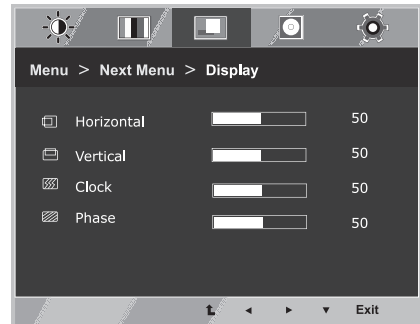 Menu > Next Menu > Display
Horizontal 50
Vertical 50
Clock 50
Phase 50
Exit